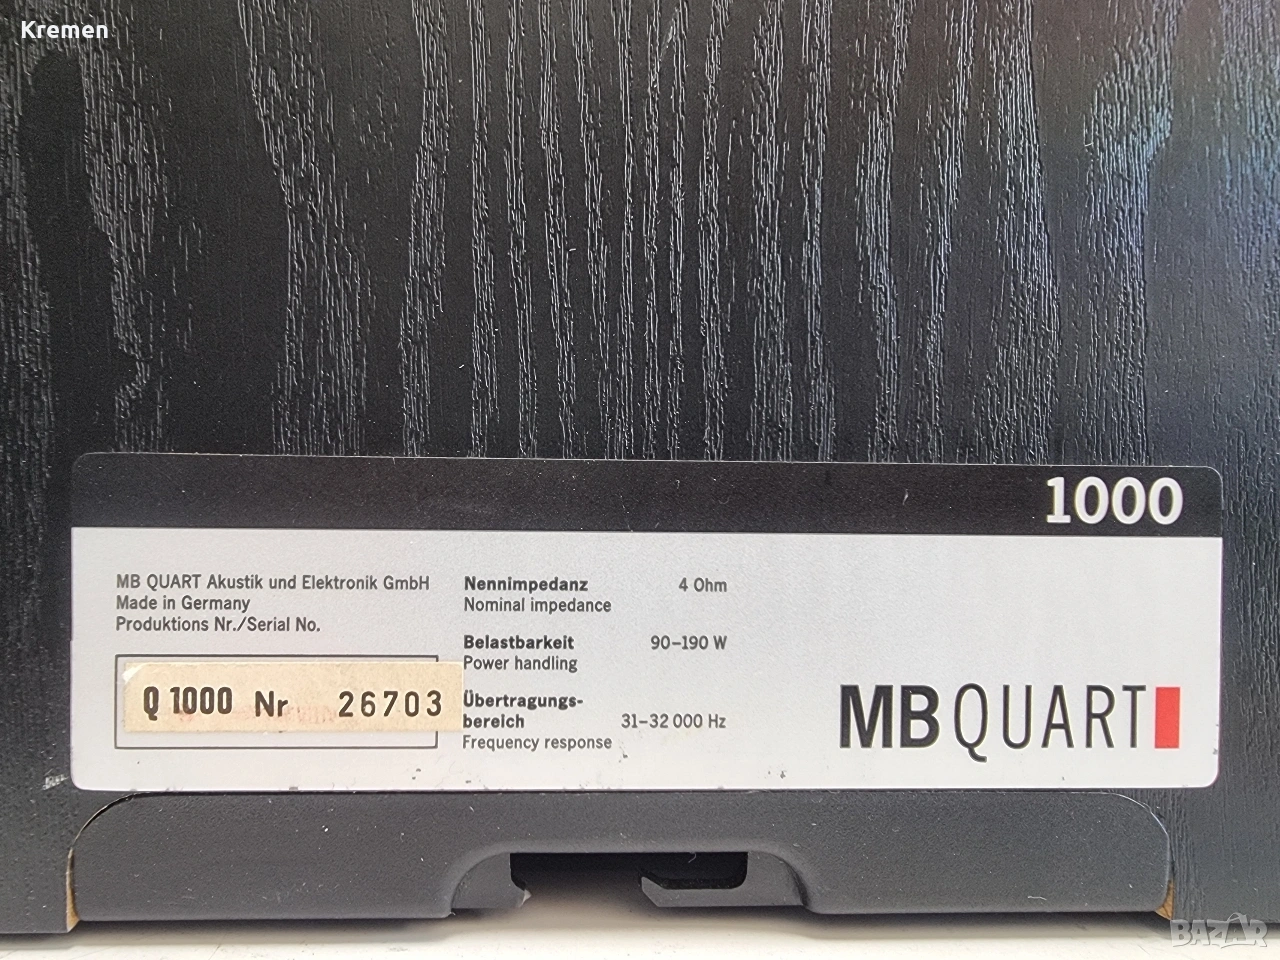 Kremen
1000
MB QUART Akustik und Elektronik GmbH
Made in Germany
Produktions Nr./Serial No.
Q 1000 Nr 26703
Nennimpedanz 4 Ohm
Nominal impedance
Belastbarkeit 90–190 W
Power handling
Übertragungs-
bereich 31–32 000 Hz
Frequency response
MB QUART
BAZAR